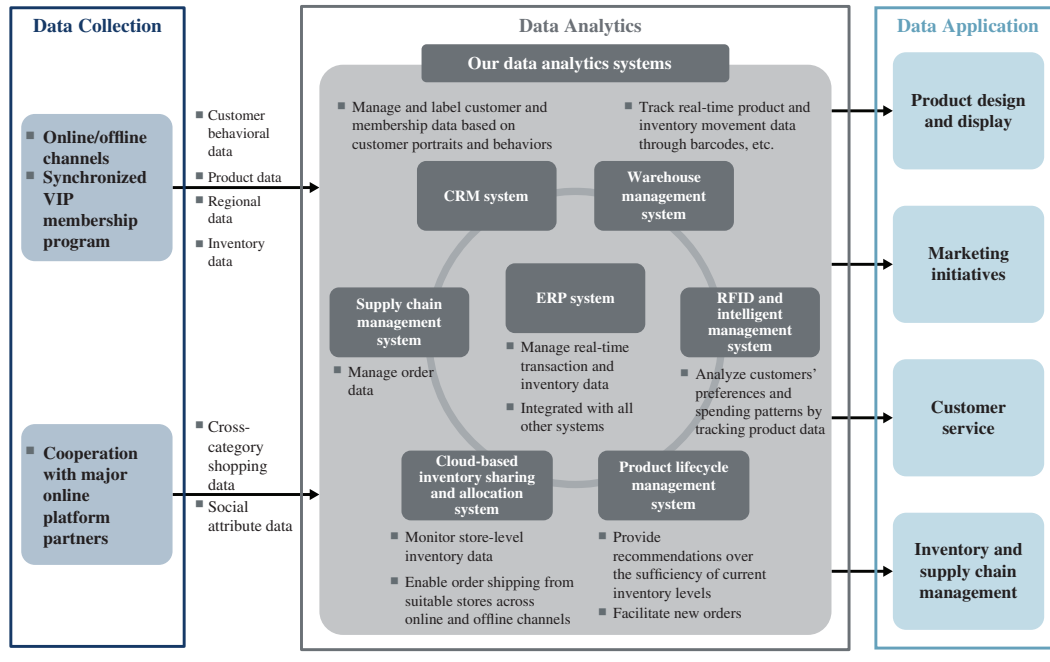 Data Collection
■ Online/offline
channels
■ Synchronized
VIP
membership
program
■ Cooperation
with major
online
platform
partners
■ Customer
behavioral
data
■ Product data
■ Regional
data
■ Inventory
data
■ Cross-
category
shopping
data
■ Social
attribute data
Data Analytics
Our data analytics systems
■ Manage and label customer and
membership data based on
customer portraits and behaviors
■ Track real-time product and
inventory movement data
through barcodes, etc.
CRM system
Warehouse
management
system
Supply chain
management
system
■ Manage order
data
ERP system
■ Manage real-time
transaction and
inventory data
■ Integrated with all
other systems
RFID and
intelligent
management
system
■ Analyze customers’
preferences and
spending patterns by
tracking product data
Cloud-based
inventory sharing
and allocation
system
■ Monitor store-level
inventory data
■ Enable order shipping from
suitable stores across
online and offline channels
Product lifecycle
management
system
■ Provide
recommendations over
the sufficiency of current
inventory levels
■ Facilitate new orders
Data Application
Product design
and display
Marketing
initiatives
Customer
service
Inventory and
supply chain
management